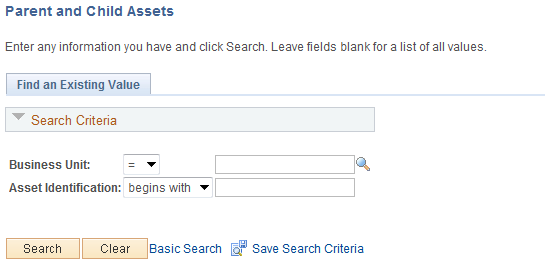 Parent and Child Assets
Enter any information you have and click Search. Leave fields blank for a list of all values.
Find an Existing Value
Search Criteria
Business Unit: =
Asset Identification: begins with
Search Clear Basic Search Save Search Criteria